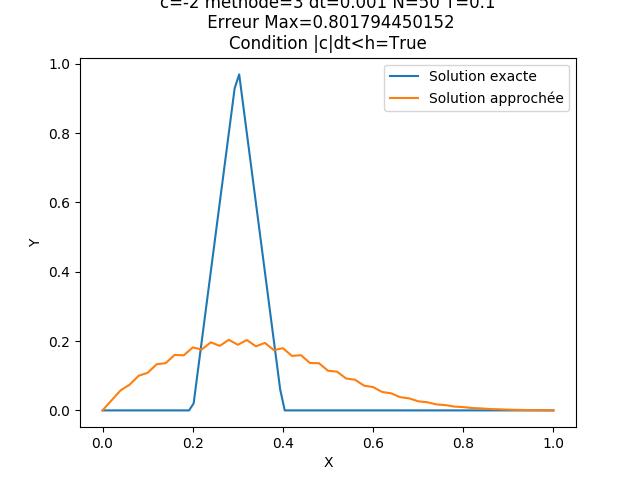 c=-2 methode=3 dt=0.001 N=50 T=0.1
Erreur Max=0.801794450152
Condition |c|dt<h=True
Solution exacte
Solution approchée
1.0
0.8
0.6
0.4
0.2
0.0
Y
0.0 0.2 0.4 0.6 0.8 1.0
X